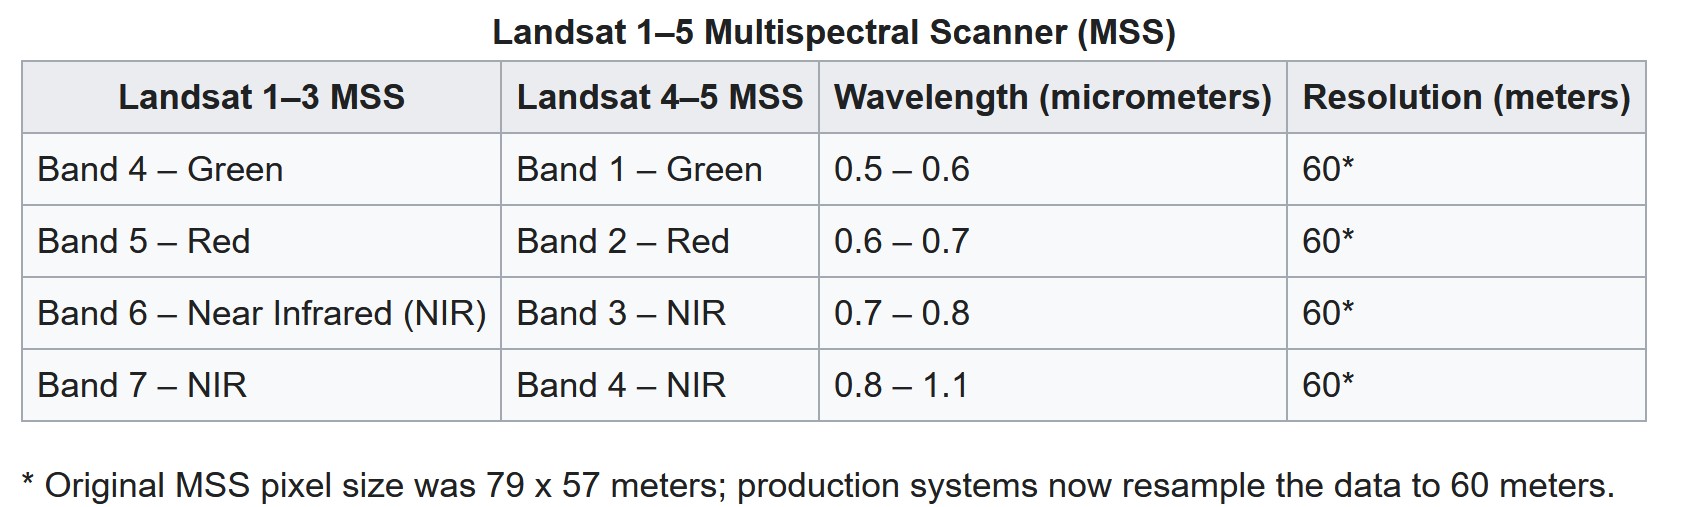 Landsat 1–5 Multispectral Scanner (MSS)
Landsat 1–3 MSS Landsat 4–5 MSS Wavelength (micrometers) Resolution (meters)
Band 4 – Green Band 1 – Green 0.5 – 0.6 60*
Band 5 – Red Band 2 – Red 0.6 – 0.7 60*
Band 6 – Near Infrared (NIR) Band 3 – NIR 0.7 – 0.8 60*
Band 7 – NIR Band 4 – NIR 0.8 – 1.1 60*
* Original MSS pixel size was 79 x 57 meters; production systems now resample the data to 60 meters.